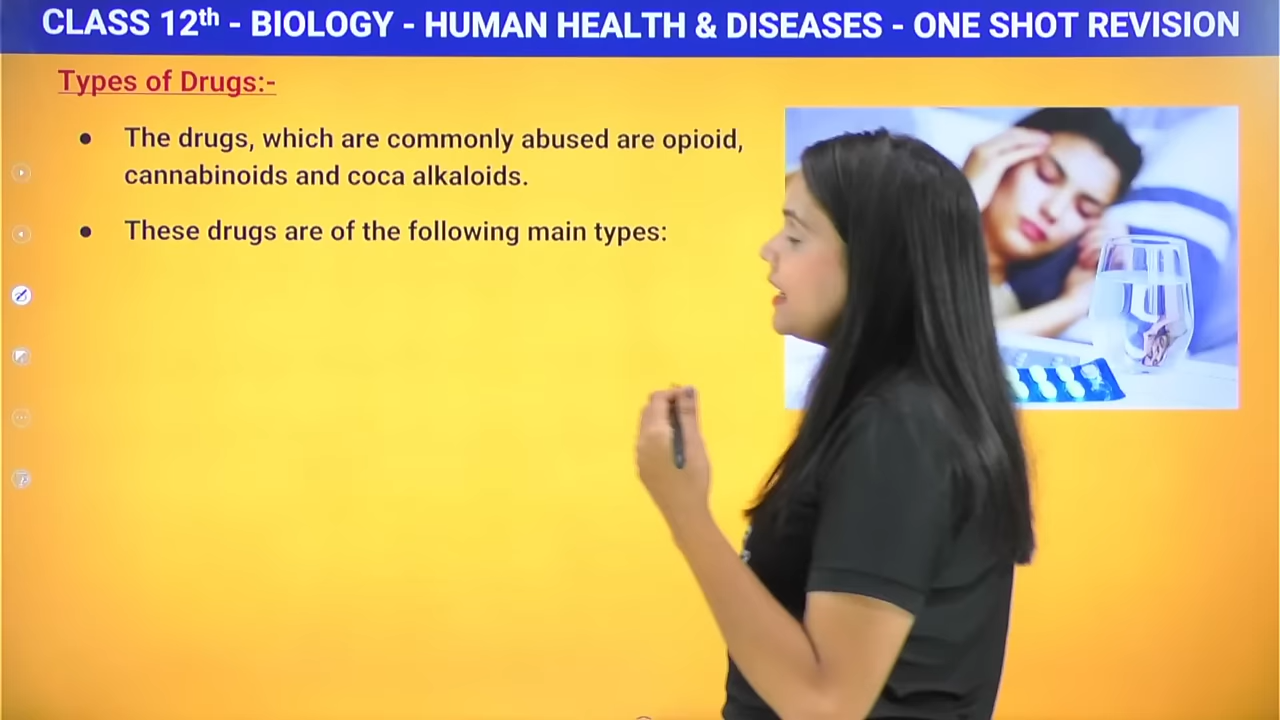 CLASS 12th - BIOLOGY - HUMAN HEALTH & DISEASES - ONE SHOT REVISION
Types of Drugs:-
● The drugs, which are commonly abused are opioid,
cannabinoids and coca alkaloids.
● These drugs are of the following main types: